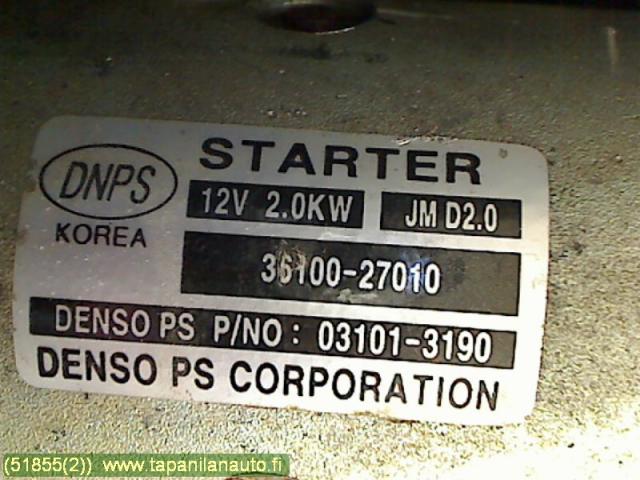 DNPS
KOREA
STARTER
12V 2.0KW JM D2.0
36100-27010
DENSO PS P/NO: 03101-3190
DENSO PS CORPORATION
(51855(2)) www.tapanilanauto.fi